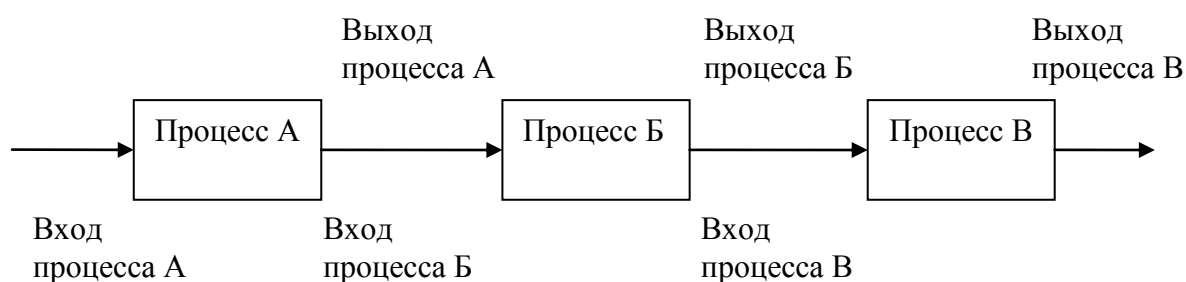 Выход
процесса А
Выход
процесса Б
Выход
процесса В
Процесс А
Процесс Б
Процесс В
Вход
процесса А
Вход
процесса Б
Вход
процесса В